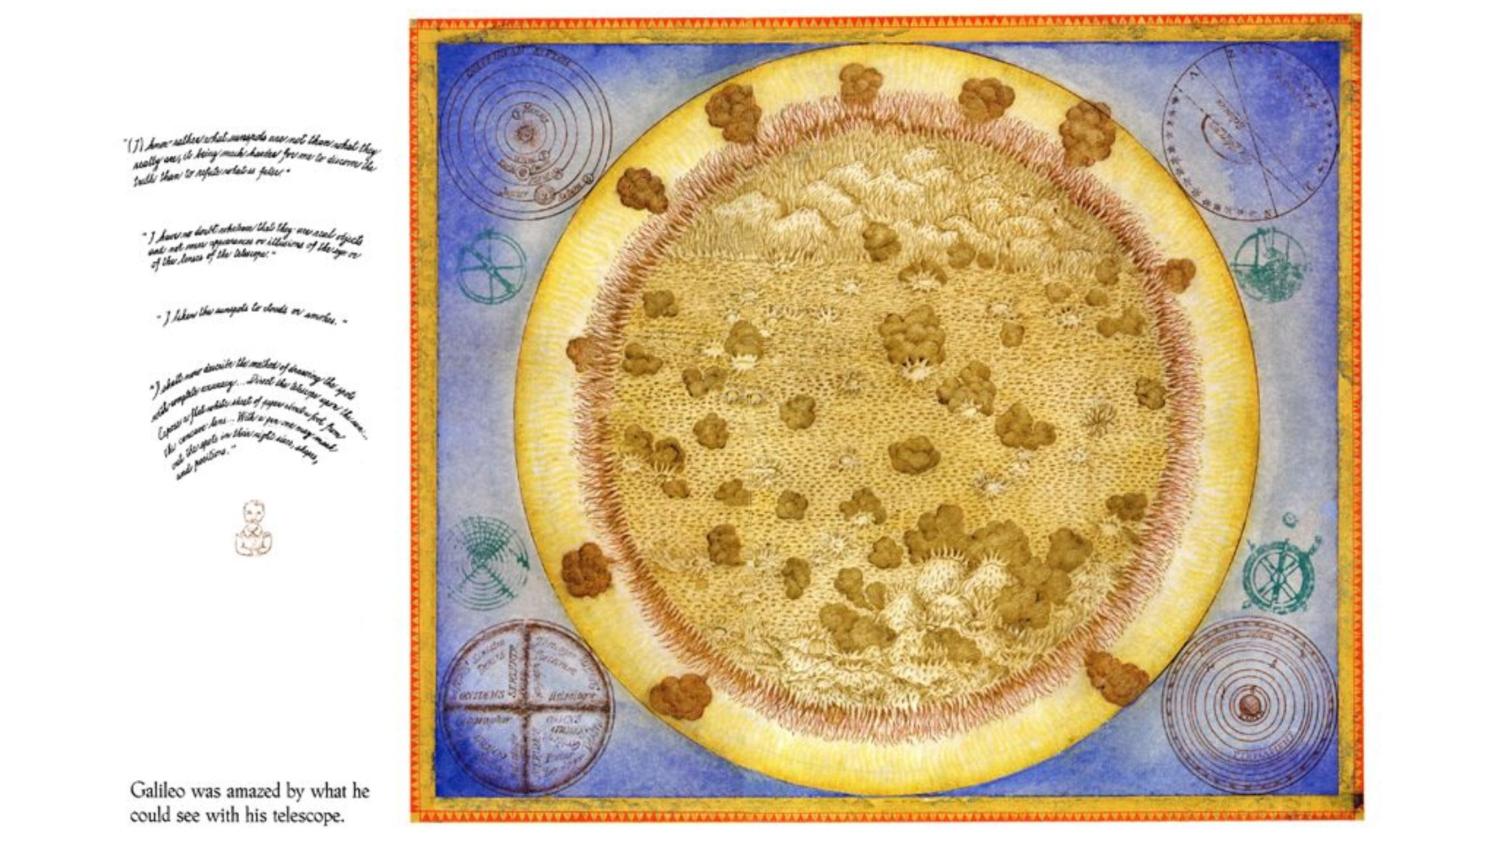 "(I) know rather what sunspots are not than what they
really are, it being much harder for me to discover the
truth than to refute what is false."
"I have no doubt whatever that they are real objects
and not mere appearances or illusions of the eye or
of the lenses of the telescope."
"I liken the sunspots to clouds or smokes."
"I shall now describe the method of drawing the spots
with complete accuracy... Direct the telescope upon the sun...
Expose a flat white sheet of paper about a foot from
the concave lens... With a pen one may mark
out the spots in their right sizes, shapes,
and positions."
Galileo was amazed by what he
could see with his telescope.